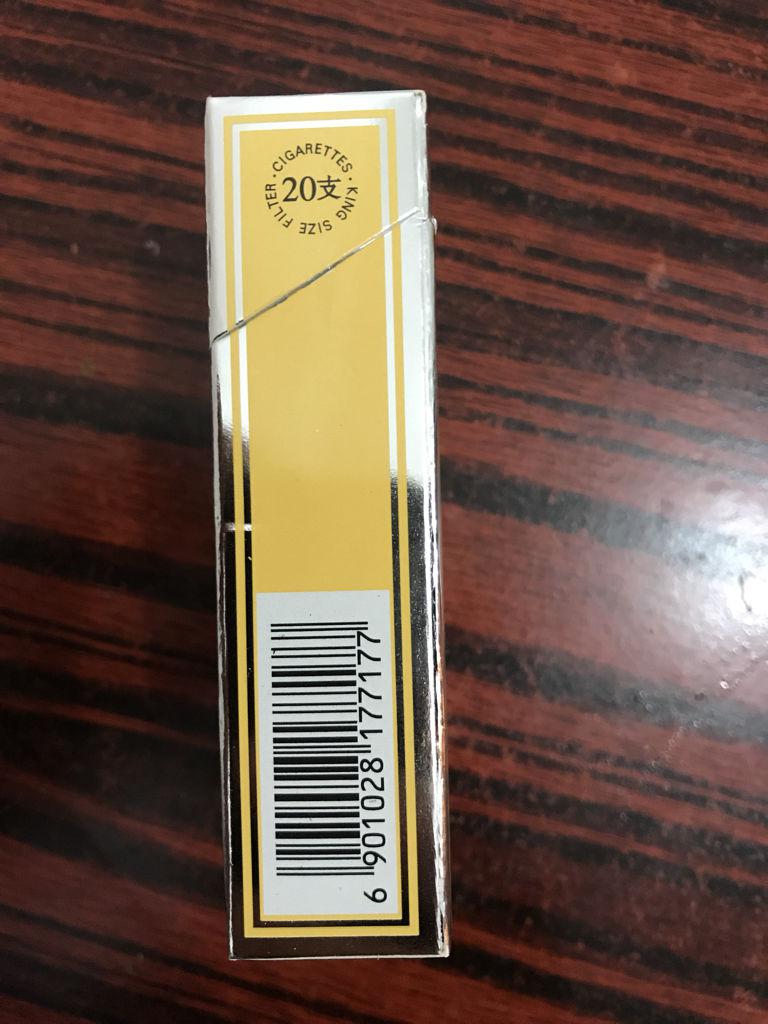 · CIGARETTES · KING SIZE FILTER
20支
6 901028 177177